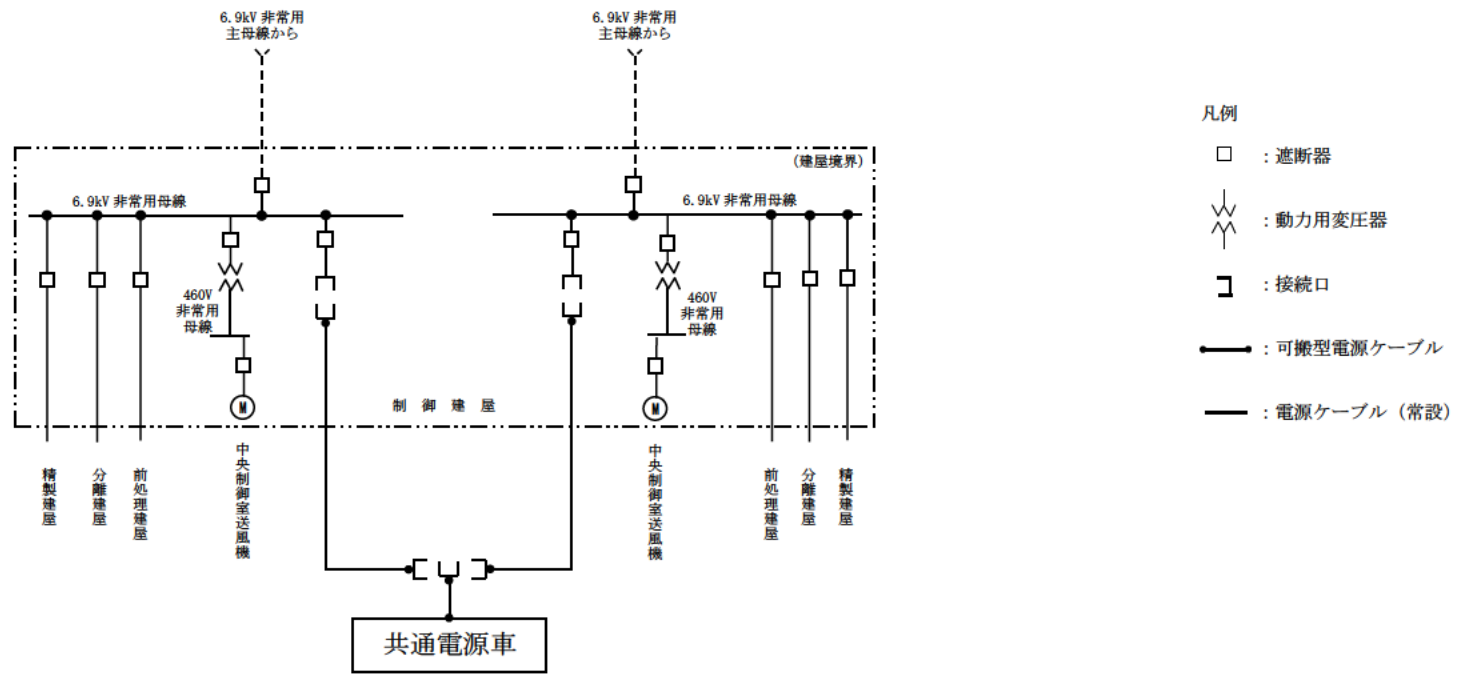 6.9kV 非常用
主母線から
6.9kV 非常用
主母線から
(建屋境界)
6.9kV 非常用母線
6.9kV 非常用母線
460V
非常用
母線
460V
非常用
母線
M
M
制御建屋
精製建屋
分離建屋
前処理建屋
中央制御室送風機
中央制御室送風機
前処理建屋
分離建屋
精製建屋
共通電源車
凡例
：遮断器
：動力用変圧器
：接続口
：可搬型電源ケーブル
：電源ケーブル（常設）